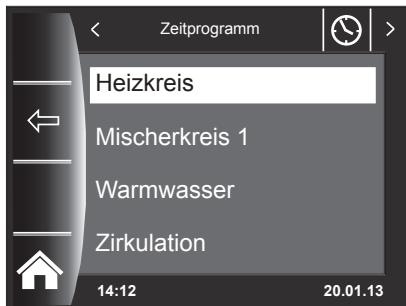 Zeitprogramm
Heizkreis
Mischerkreis 1
Warmwasser
Zirkulation
14:12 20.01.13